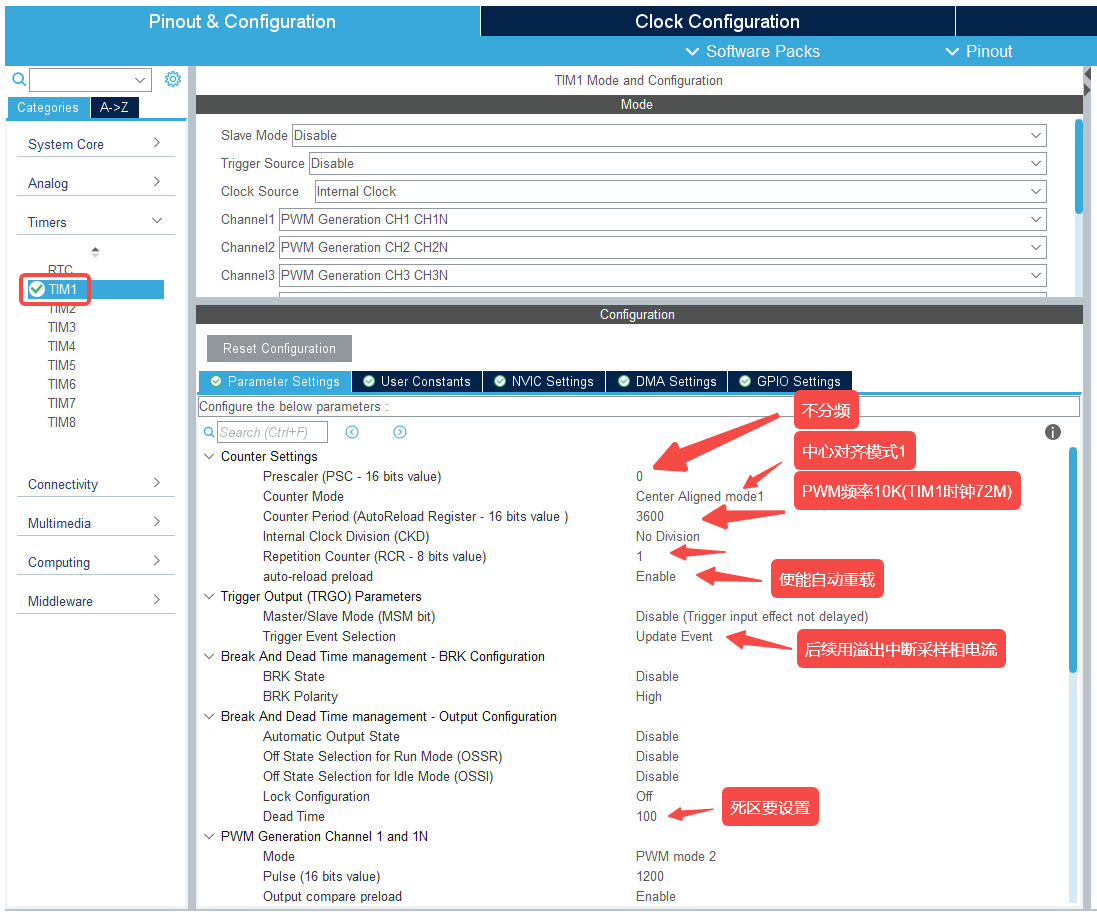 Pinout & Configuration
Clock Configuration
Software Packs
Pinout
Categories
A->Z
System Core
Analog
Timers
RTC
TIM1
TIM2
TIM3
TIM4
TIM5
TIM6
TIM7
TIM8
Connectivity
Multimedia
Computing
Middleware
TIM1 Mode and Configuration
Mode
Slave Mode Disable
Trigger Source Disable
Clock Source Internal Clock
Channel1 PWM Generation CH1 CH1N
Channel2 PWM Generation CH2 CH2N
Channel3 PWM Generation CH3 CH3N
Configuration
Reset Configuration
Parameter Settings
User Constants
NVIC Settings
DMA Settings
GPIO Settings
Configure the below parameters :
不分频
Search (Ctrl+F)
Counter Settings
中心对齐模式1
Prescaler (PSC - 16 bits value) 0
Counter Mode Center Aligned mode1
PWM频率10K(TIM1时钟72M)
Counter Period (AutoReload Register - 16 bits value ) 3600
Internal Clock Division (CKD) No Division
Repetition Counter (RCR - 8 bits value) 1
auto-reload preload Enable
使能自动重载
Trigger Output (TRGO) Parameters
Master/Slave Mode (MSM bit) Disable (Trigger input effect not delayed)
Trigger Event Selection Update Event
后续用溢出中断采样相电流
Break And Dead Time management - BRK Configuration
BRK State Disable
BRK Polarity High
Break And Dead Time management - Output Configuration
Automatic Output State Disable
Off State Selection for Run Mode (OSSR) Disable
Off State Selection for Idle Mode (OSSI) Disable
Lock Configuration Off
Dead Time 100
死区要设置
PWM Generation Channel 1 and 1N
Mode PWM mode 2
Pulse (16 bits value) 1200
Output compare preload Enable